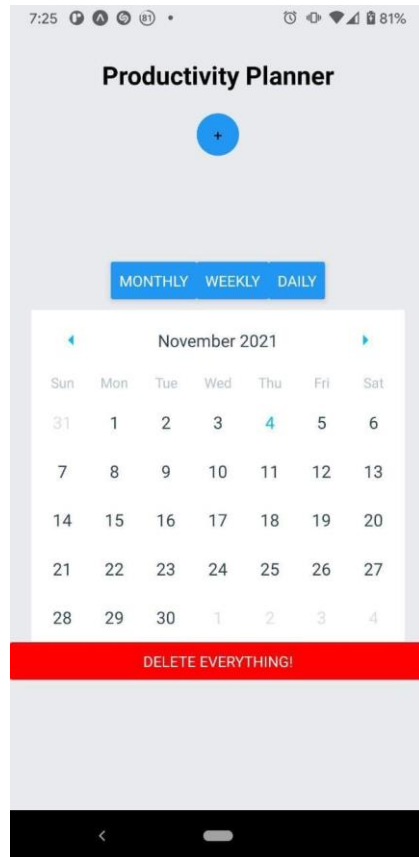 7:25 81 81%
Productivity Planner
+
MONTHLY WEEKLY DAILY
November 2021
Sun Mon Tue Wed Thu Fri Sat
31 1 2 3 4 5 6
7 8 9 10 11 12 13
14 15 16 17 18 19 20
21 22 23 24 25 26 27
28 29 30 1 2 3 4
DELETE EVERYTHING!